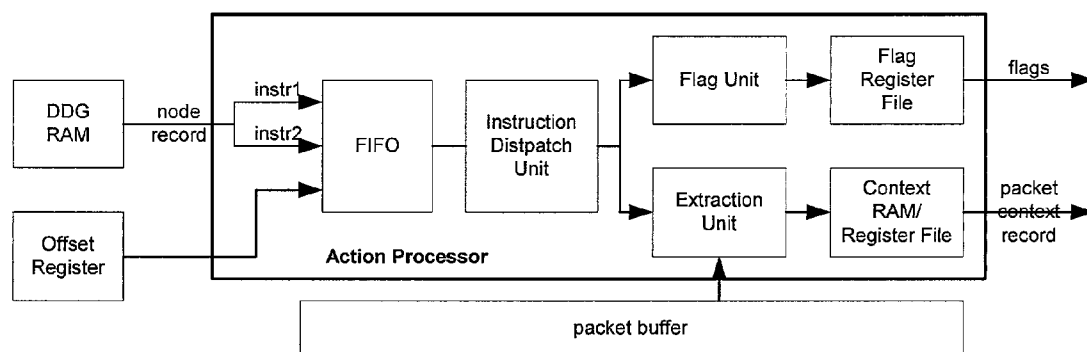 DDG
RAM
node
record
instr1
instr2
FIFO
Instruction
Distpatch
Unit
Flag Unit
Flag
Register
File
flags
Offset
Register
Action Processor
Extraction
Unit
Context
RAM/
Register File
packet
context
record
packet buffer